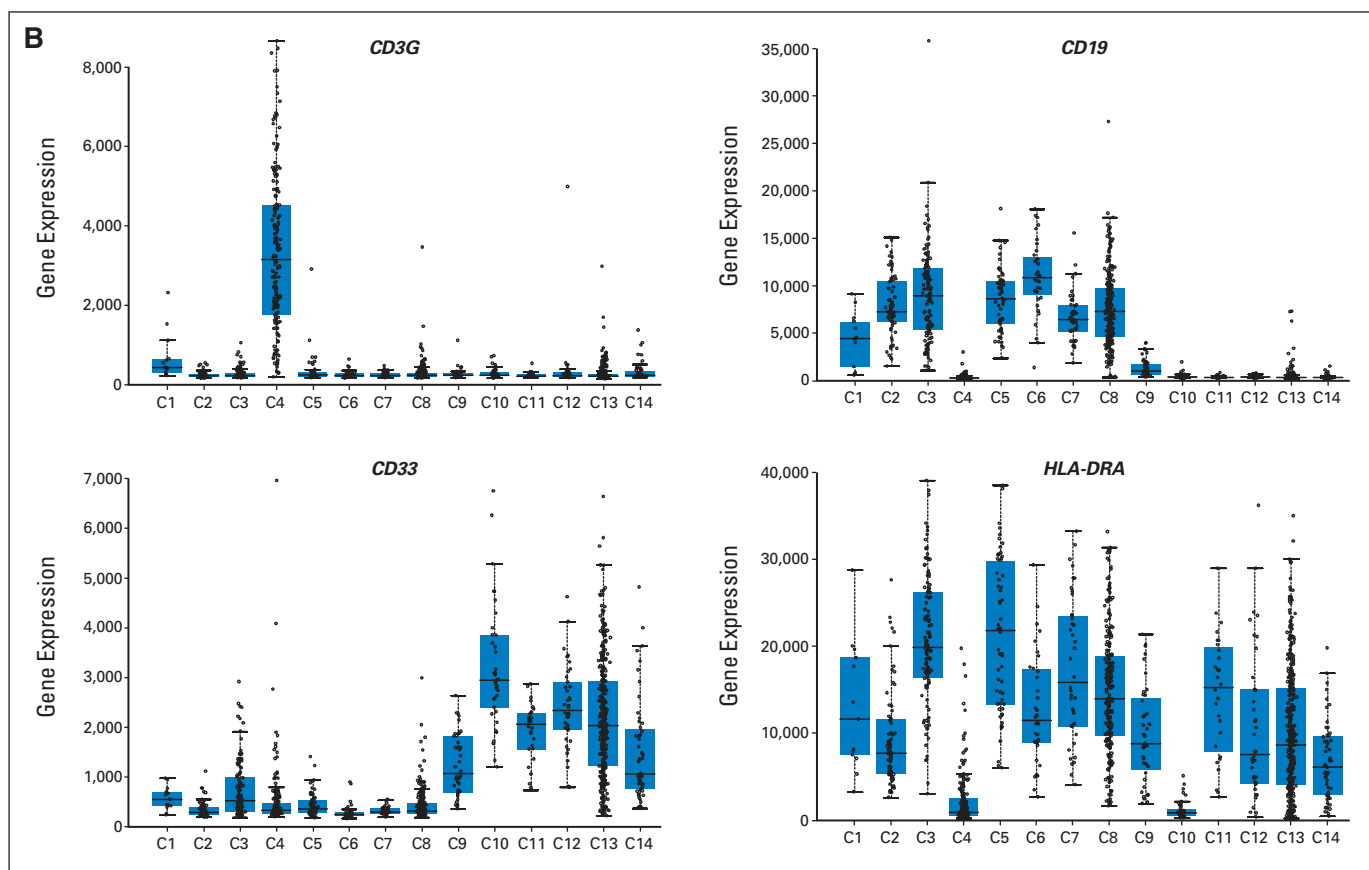 B
CD3G
Gene Expression
8,000
6,000
4,000
2,000
0
C1 C2 C3 C4 C5 C6 C7 C8 C9 C10 C11 C12 C13 C14
CD19
Gene Expression
35,000
30,000
25,000
20,000
15,000
10,000
5,000
0
C1 C2 C3 C4 C5 C6 C7 C8 C9 C10 C11 C12 C13 C14
CD33
Gene Expression
7,000
6,000
5,000
4,000
3,000
2,000
1,000
0
C1 C2 C3 C4 C5 C6 C7 C8 C9 C10 C11 C12 C13 C14
HLA-DRA
Gene Expression
40,000
30,000
20,000
10,000
0
C1 C2 C3 C4 C5 C6 C7 C8 C9 C10 C11 C12 C13 C14